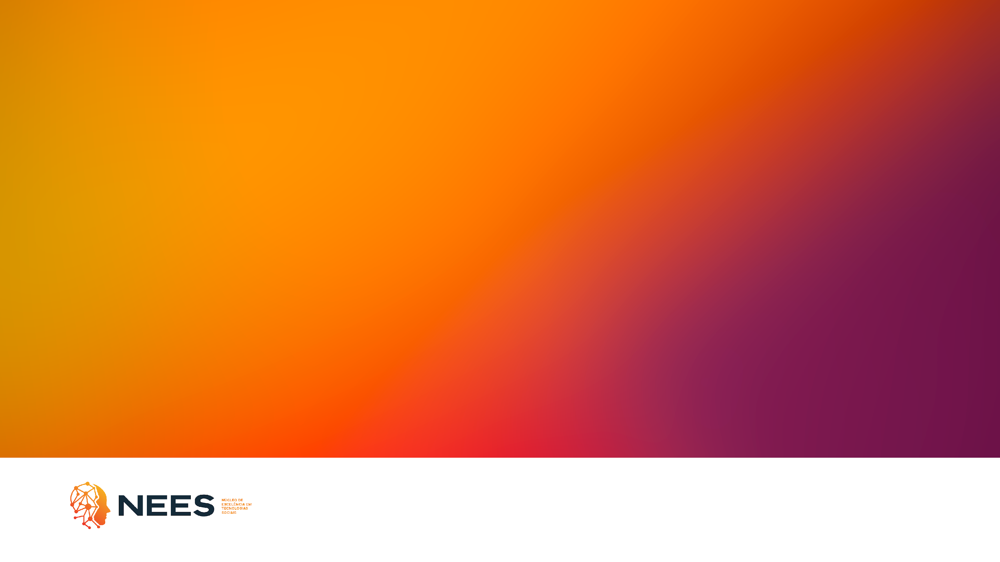 NEES
NÚCLEO DE
EXCELÊNCIA EM
TECNOLOGIAS
SOCIAIS